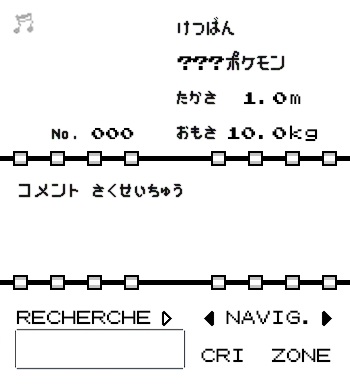 けつばん
???ポケモン
たかさ 1.0m
No. 000 おもさ 10.0kg
コメント さくせいちゅう
RECHERCHE ▷ ◀ NAVIG. ▶
CRI ZONE